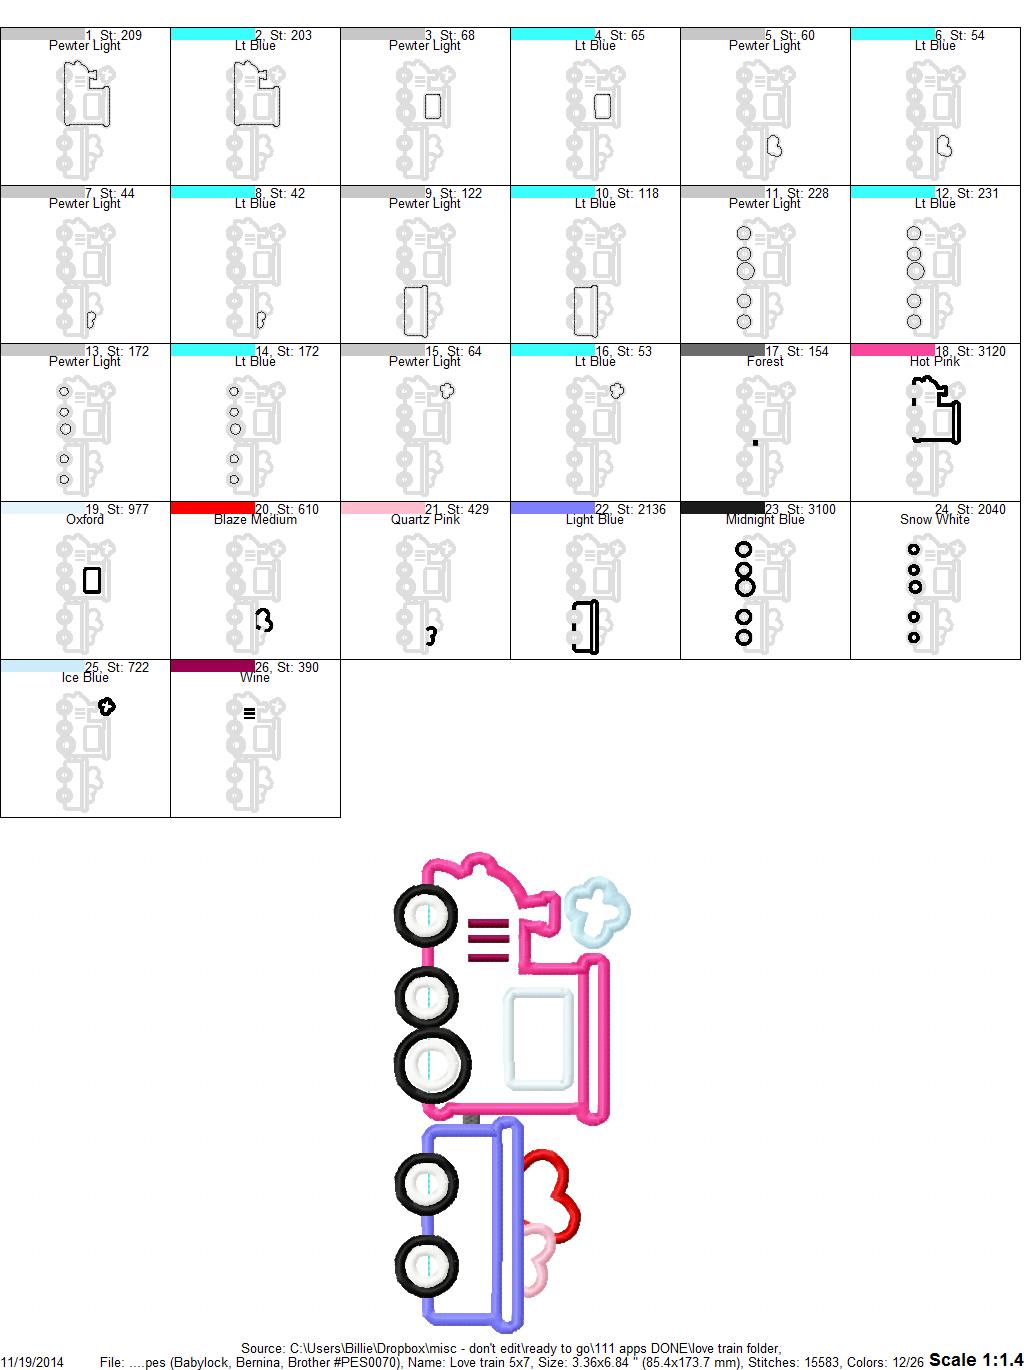 1, St: 209
Pewter Light
2, St: 203
Lt Blue
3, St: 68
Pewter Light
4, St: 65
Lt Blue
5, St: 60
Pewter Light
6, St: 54
Lt Blue
7, St: 44
Pewter Light
8, St: 42
Lt Blue
9, St: 122
Pewter Light
10, St: 118
Lt Blue
11, St: 228
Pewter Light
12, St: 231
Lt Blue
13, St: 172
Pewter Light
14, St: 172
Lt Blue
15, St: 64
Pewter Light
16, St: 53
Lt Blue
17, St: 154
Forest
18, St: 3120
Hot Pink
19, St: 977
Oxford
20, St: 610
Blaze Medium
21, St: 429
Quartz Pink
22, St: 2136
Light Blue
23, St: 3100
Midnight Blue
24, St: 2040
Snow White
25, St: 722
Ice Blue
26, St: 390
Wine
Source: C:\Users\Billie\Dropbox\misc - don't edit\ready to go\111 apps DONE\love train folder,
11/19/2014 File: ....pes (Babylock, Bernina, Brother #PES0070), Name: Love train 5x7, Size: 3.36x6.84 " (85.4x173.7 mm), Stitches: 15583, Colors: 12/26 Scale 1:1.4